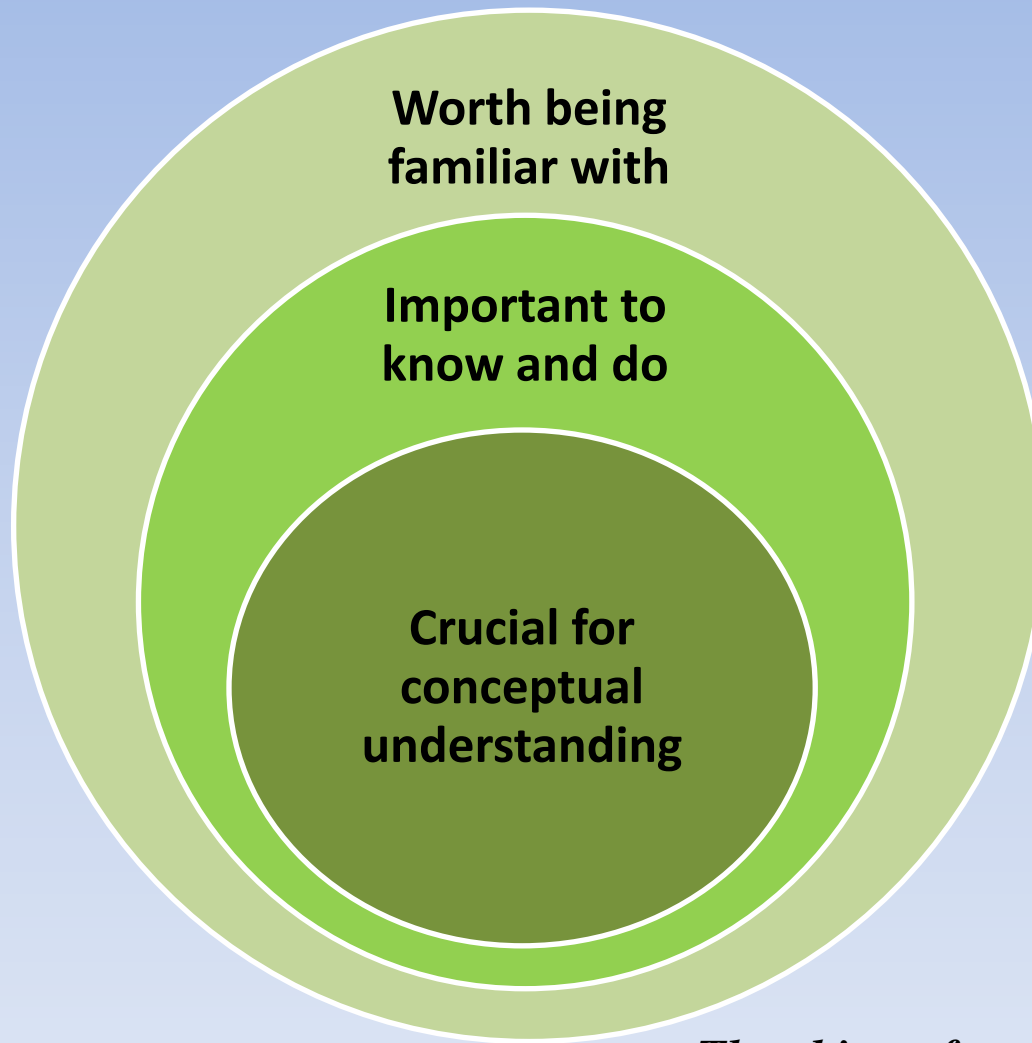 Worth being
familiar with
Important to
know and do
Crucial for
conceptual
understanding